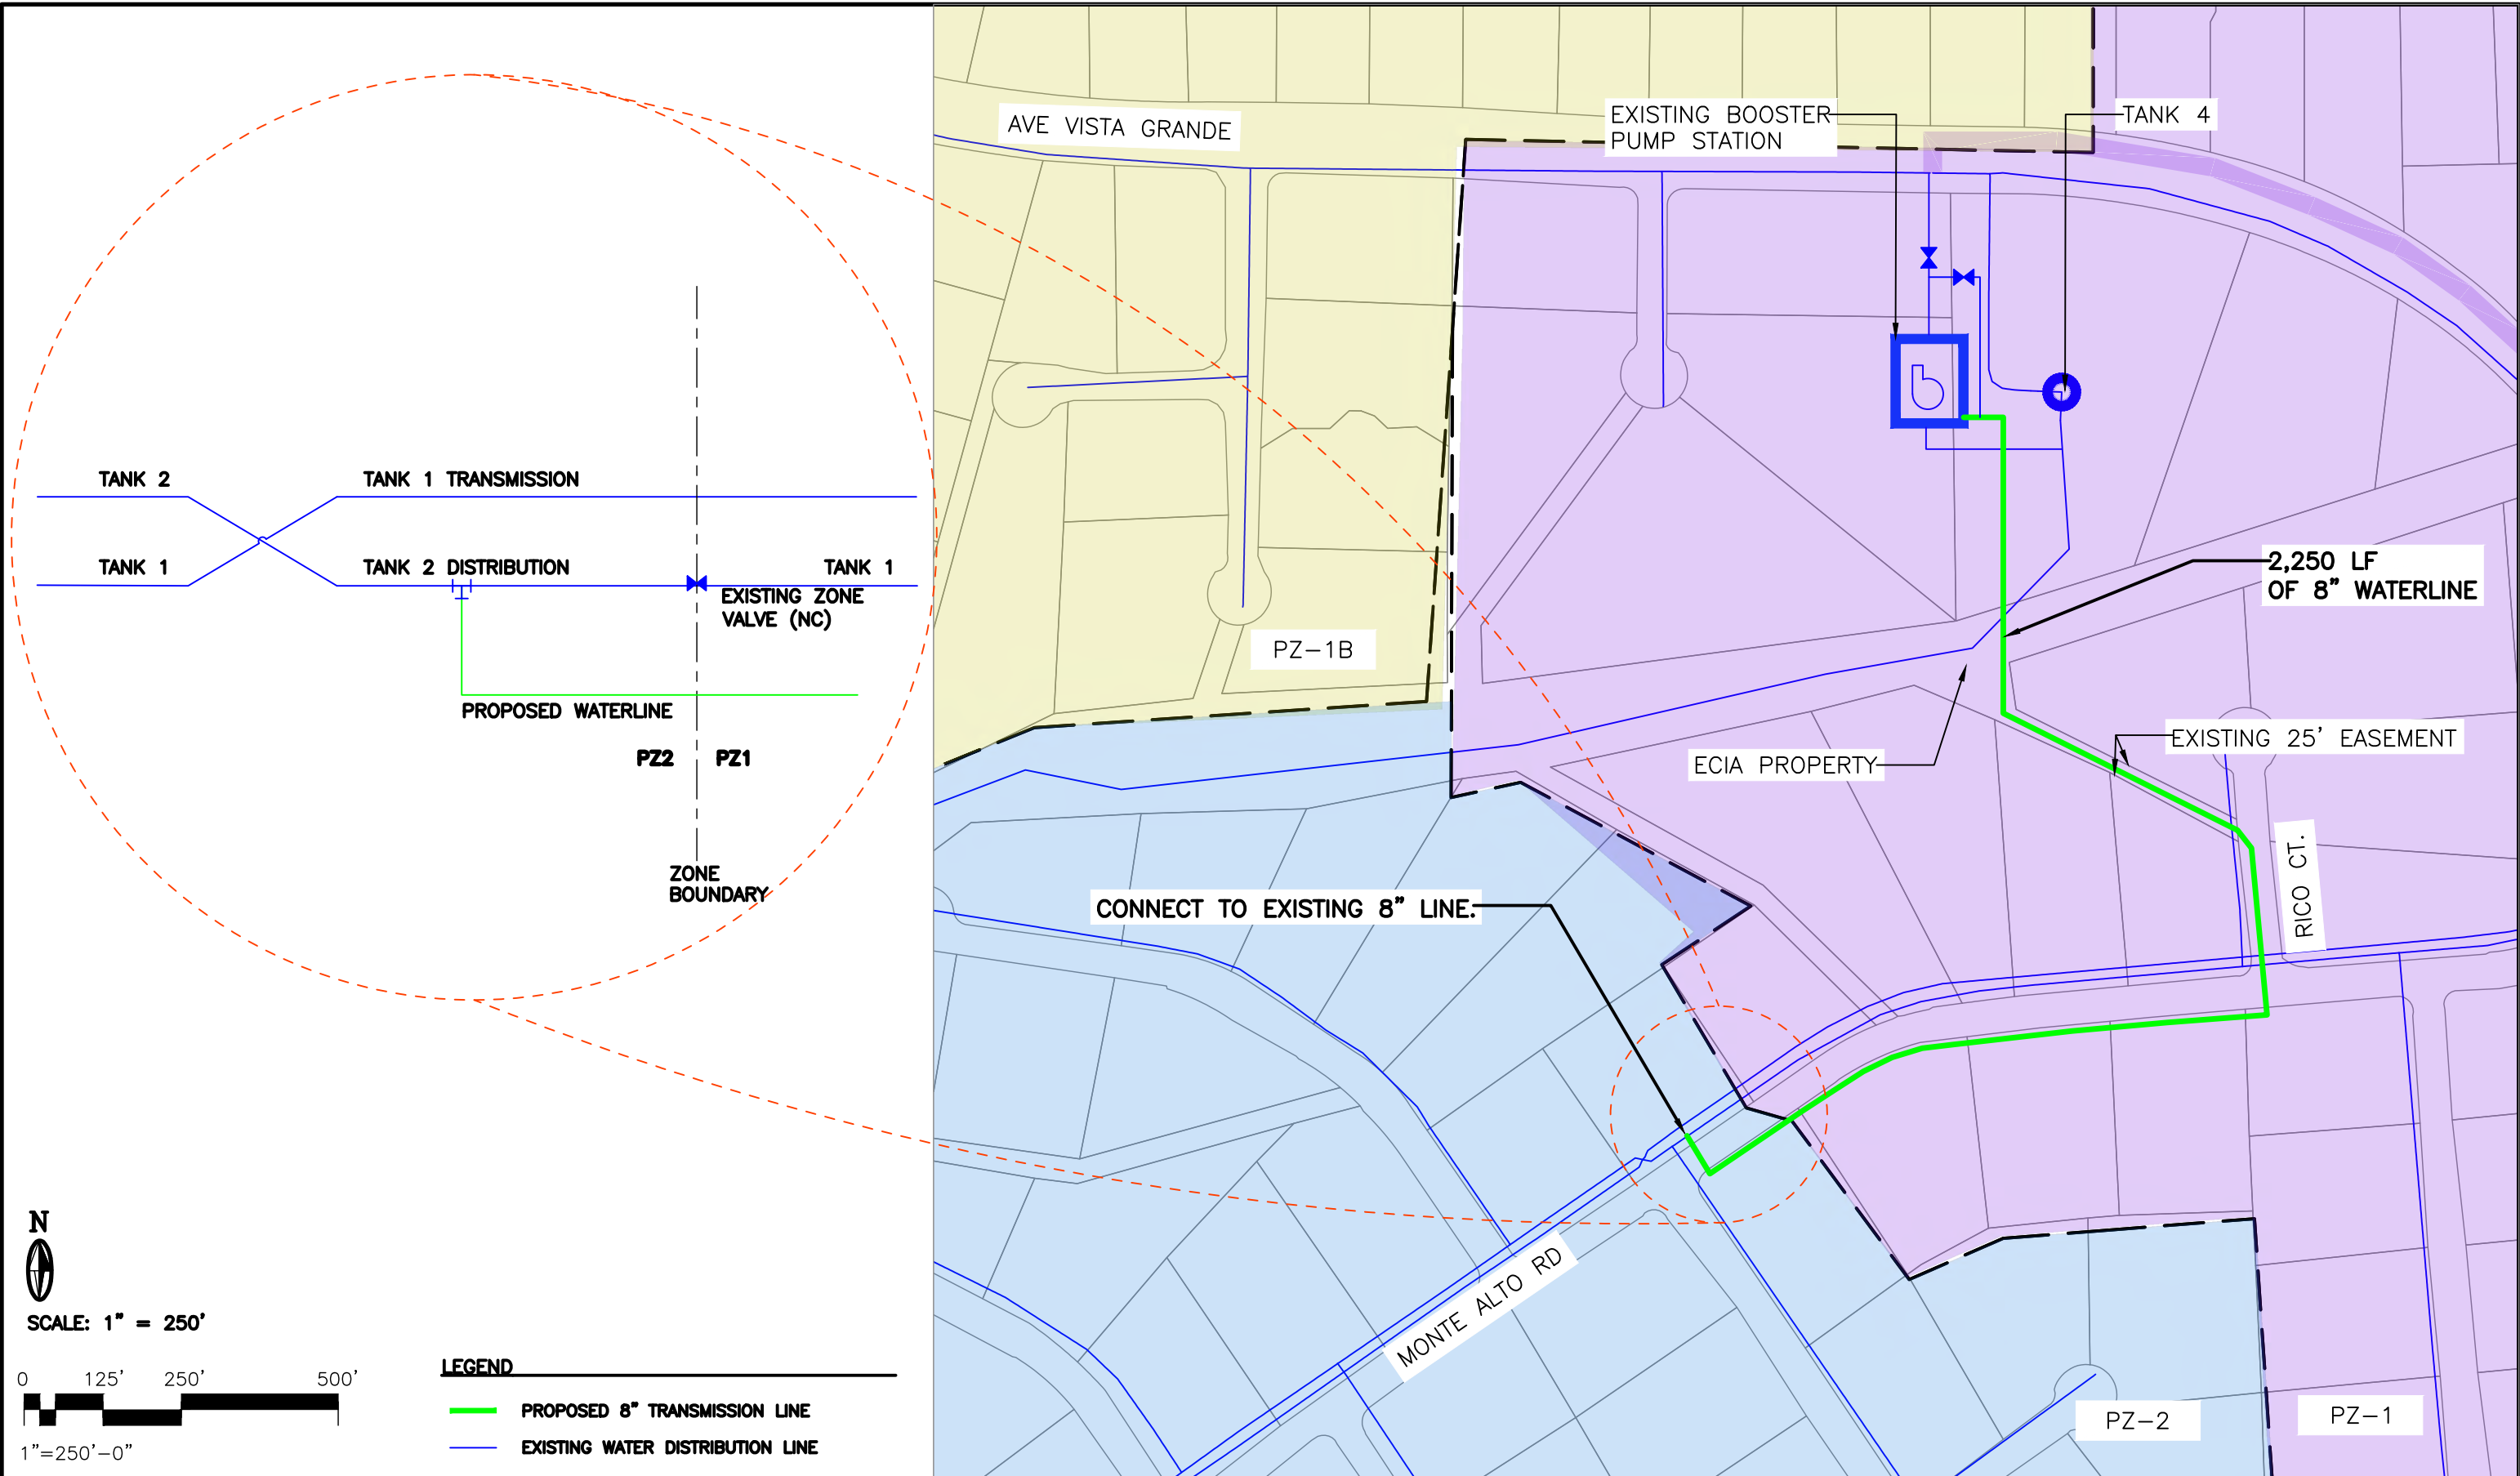 TANK 2
TANK 1 TRANSMISSION
TANK 1
TANK 2 DISTRIBUTION
TANK 1
EXISTING ZONE
VALVE (NC)
PROPOSED WATERLINE
PZ2
PZ1
ZONE
BOUNDARY
N
SCALE: 1" = 250'
0
125'
250'
500'
1"=250'-0"
LEGEND
PROPOSED 8" TRANSMISSION LINE
EXISTING WATER DISTRIBUTION LINE
AVE VISTA GRANDE
EXISTING BOOSTER
PUMP STATION
TANK 4
b
2,250 LF
OF 8" WATERLINE
PZ-1B
EXISTING 25' EASEMENT
ECIA PROPERTY
RICO CT.
CONNECT TO EXISTING 8" LINE.
MONTE ALTO RD
PZ-2
PZ-1